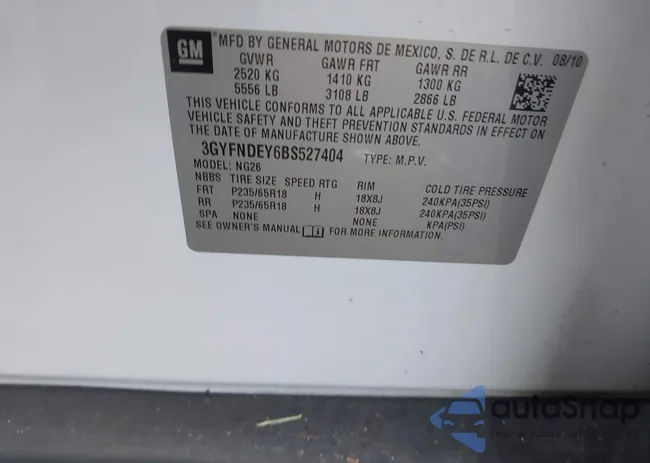 GM
MFD BY GENERAL MOTORS DE MEXICO, S. DE R.L. DE C.V. 08/10
GVWR GAWR FRT GAWR RR
2520 KG 1410 KG 1300 KG
5556 LB 3108 LB 2866 LB
THIS VEHICLE CONFORMS TO ALL APPLICABLE U.S. FEDERAL MOTOR
VEHICLE SAFETY AND THEFT PREVENTION STANDARDS IN EFFECT ON
THE DATE OF MANUFACTURE SHOWN ABOVE.
3GYFNDEY6BS527404 TYPE: M.P.V.
MODEL: NG26
NBBS TIRE SIZE SPEED RTG RIM COLD TIRE PRESSURE
FRT P235/65R18 H 18X8J 240KPA(35PSI)
RR P235/65R18 H 18X8J 240KPA(35PSI)
SPA NONE NONE KPA(PSI)
SEE OWNER'S MANUAL FOR MORE INFORMATION.
autoSnap